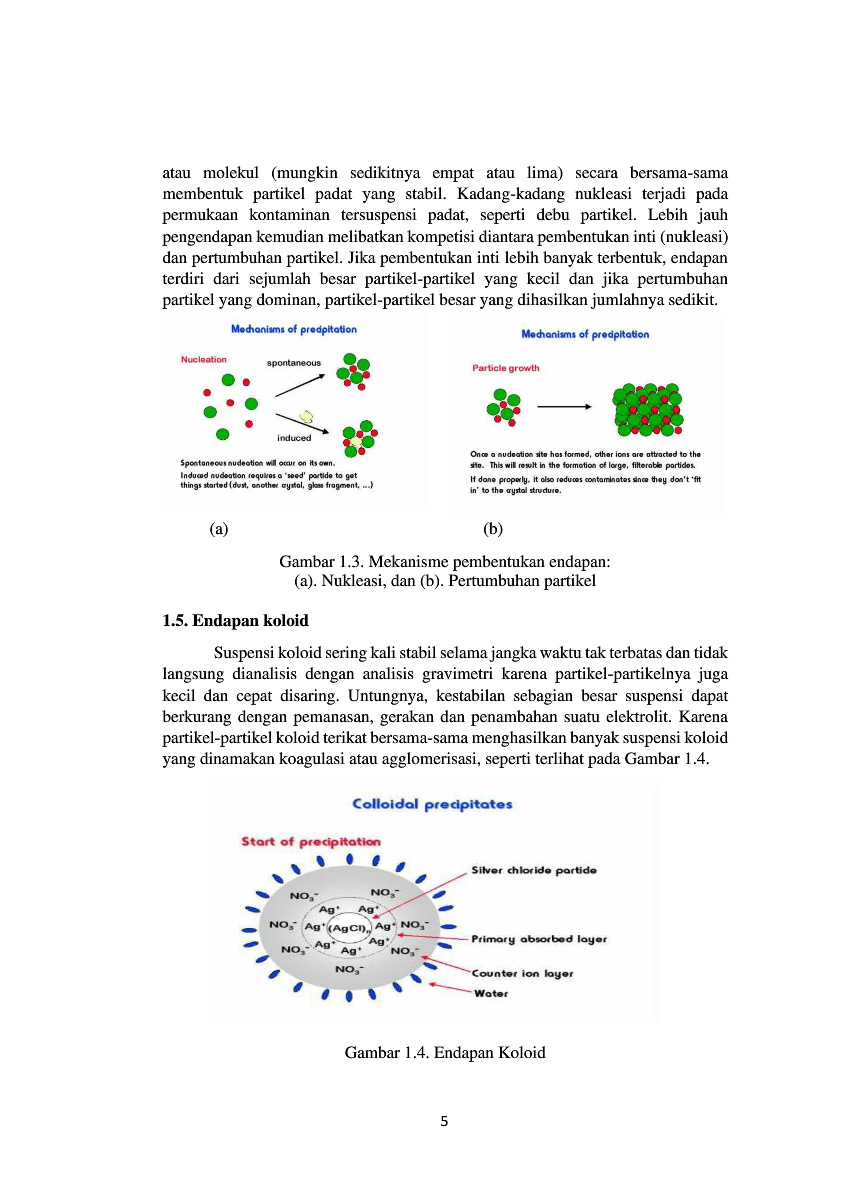 atau molekul (mungkin sedikitnya empat atau lima) secara bersama-sama
membentuk partikel padat yang stabil. Kadang-kadang nukleasi terjadi pada
permukaan kontaminan tersuspensi padat, seperti debu partikel. Lebih jauh
pengendapan kemudian melibatkan kompetisi diantara pembentukan inti (nukleasi)
dan pertumbuhan partikel. Jika pembentukan inti lebih banyak terbentuk, endapan
terdiri dari sejumlah besar partikel-partikel yang kecil dan jika pertumbuhan
partikel yang dominan, partikel-partikel besar yang dihasilkan jumlahnya sedikit.
Mechanisms of precipitation
Nucleation
spontaneous
induced
Spontaneous nucleation will occur on its own.
Induced nucleation requires a 'seed' particle to get
things started (dust, another crystal, glass fragment, ...)
Mechanisms of precipitation
Particle growth
Once a nucleation site has formed, other ions are attracted to the
site. This will result in the formation of large, filterable particles.
If done properly, it also reduces contaminates since they don't 'fit
in' to the crystal structure.
(a) (b)
Gambar 1.3. Mekanisme pembentukan endapan:
(a). Nukleasi, dan (b). Pertumbuhan partikel
1.5. Endapan koloid
Suspensi koloid sering kali stabil selama jangka waktu tak terbatas dan tidak
langsung dianalisis dengan analisis gravimetri karena partikel-partikelnya juga
kecil dan cepat disaring. Untungnya, kestabilan sebagian besar suspensi dapat
berkurang dengan pemanasan, gerakan dan penambahan suatu elektrolit. Karena
partikel-partikel koloid terikat bersama-sama menghasilkan banyak suspensi koloid
yang dinamakan koagulasi atau agglomerisasi, seperti terlihat pada Gambar 1.4.
Colloidal precipitates
Start of precipitation
Silver chloride particle
NO₃⁻ NO₃⁻
Ag⁺ Ag⁺
NO₃⁻ Ag⁺ (AgCl)ₙ Ag⁺ NO₃⁻
Primary absorbed layer
NO₃⁻ Ag⁺ Ag⁺ Ag⁺ NO₃⁻
NO₃⁻
Counter ion layer
Water
Gambar 1.4. Endapan Koloid
5